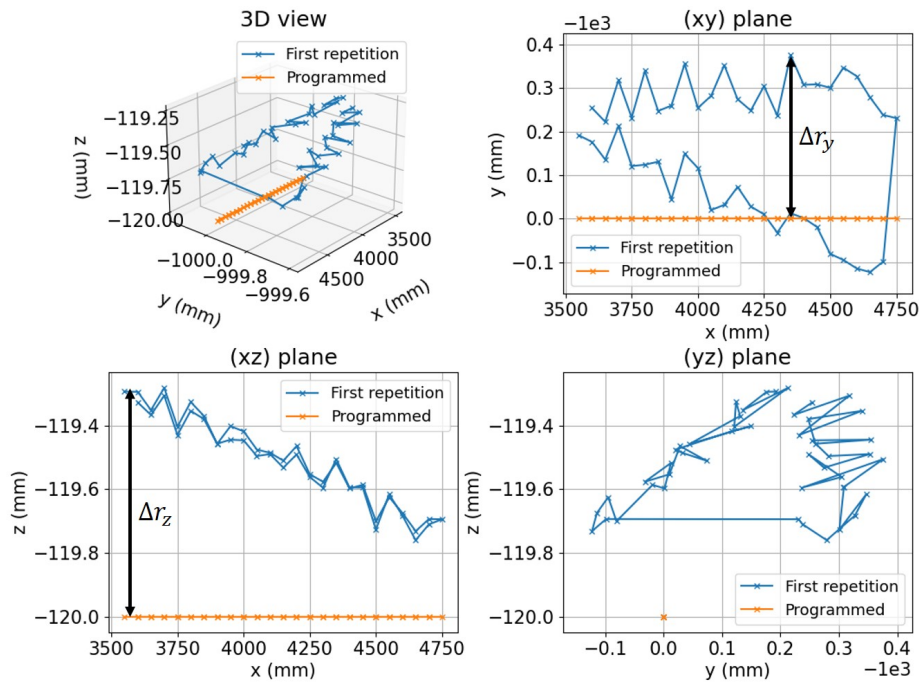 3D view
First repetition
Programmed
−119.25
−119.50
−119.75
−120.00
z (mm)
−1000.0
−999.8
−999.6
y (mm)
3500
4000
4500
x (mm)
(xy) plane
−1e3
0.4
0.3
0.2
0.1
0.0
−0.1
y (mm)
Δr_y
First repetition
Programmed
3500 3750 4000 4250 4500 4750
x (mm)
(xz) plane
First repetition
Programmed
−119.4
−119.6
−119.8
−120.0
z (mm)
Δr_z
3500 3750 4000 4250 4500 4750
x (mm)
(yz) plane
−119.4
−119.6
−119.8
−120.0
z (mm)
First repetition
Programmed
−0.1 0.0 0.1 0.2 0.3 0.4
−1e3
y (mm)